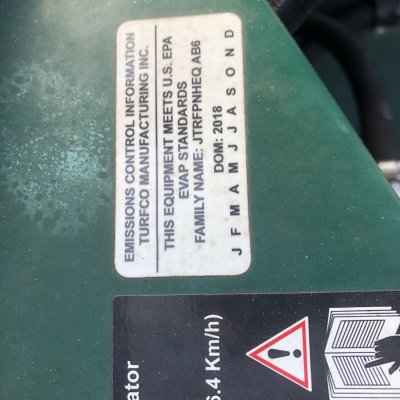 EMISSIONS CONTROL INFORMATION
TURFCO MANUFACTURING INC.
THIS EQUIPMENT MEETS U.S. EPA
EVAP STANDARDS
FAMILY NAME: JTRFPNHEQ AB6
DOM: 2018
J F M A M J J A S O N D
ator
6.4 Km/h)